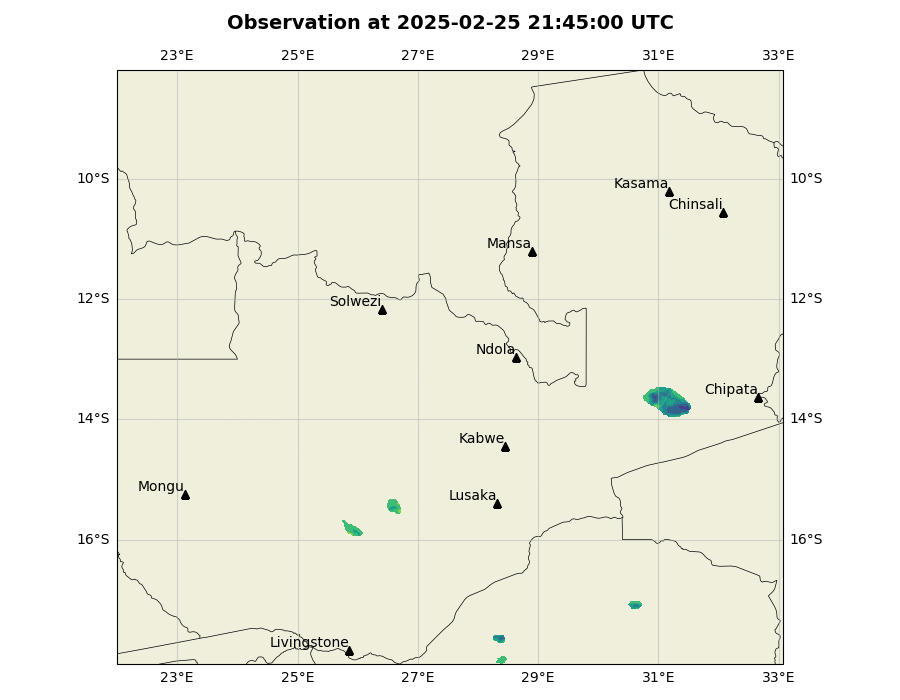 Observation at 2025-02-25 21:45:00 UTC
23°E 25°E 27°E 29°E 31°E 33°E
10°S 10°S
Kasama
Chinsali
Mansa
12°S 12°S
Solwezi
Ndola
Chipata
14°S 14°S
Kabwe
Mongu
Lusaka
16°S 16°S
Livingstone
23°E 25°E 27°E 29°E 31°E 33°E